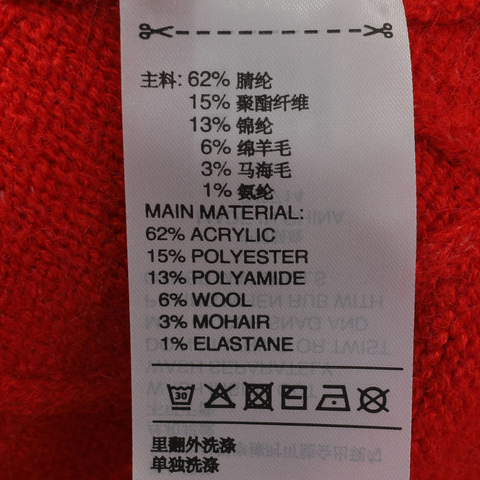 主料: 62% 腈纶
15% 聚酯纤维
13% 锦纶
6% 绵羊毛
3% 马海毛
1% 氨纶
MAIN MATERIAL:
62% ACRYLIC
15% POLYESTER
13% POLYAMIDE
6% WOOL
3% MOHAIR
1% ELASTANE
30
里翻外洗涤
单独洗涤